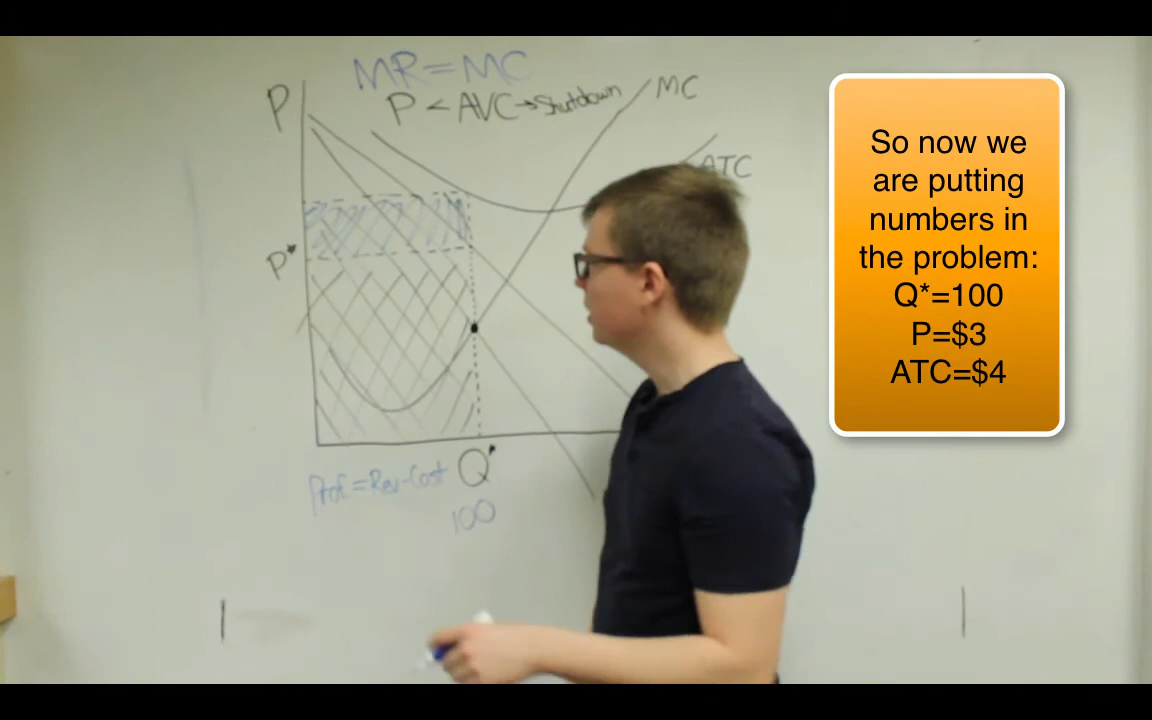 MR=MC
P < AVC→Shutdown
MC
P
ATC
P*
Q*
Prof.=Rev-Cost
100
So now we
are putting
numbers in
the problem:
Q*=100
P=$3
ATC=$4